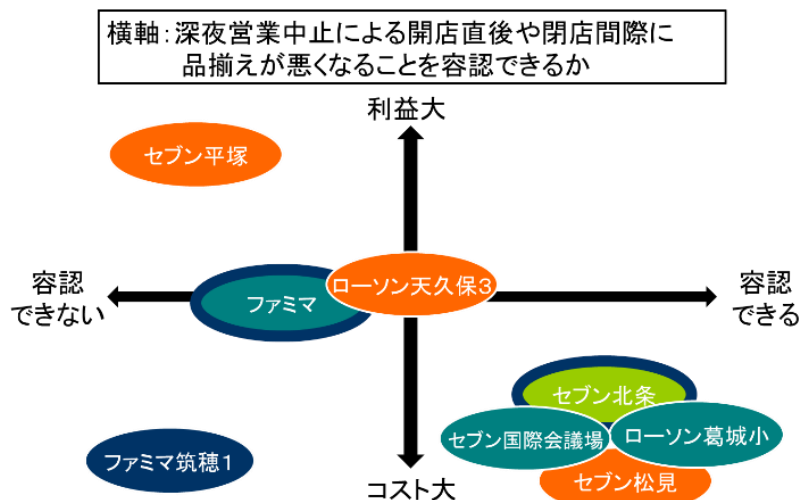 横軸：深夜営業中止による開店直後や閉店間際に
品揃えが悪くなることを容認できるか
利益大
セブン平塚
容認
できない
ファミマ
ローソン天久保3
容認
できる
セブン北条
セブン国際会議場
ローソン葛城小
ファミマ筑穂1
セブン松見
コスト大